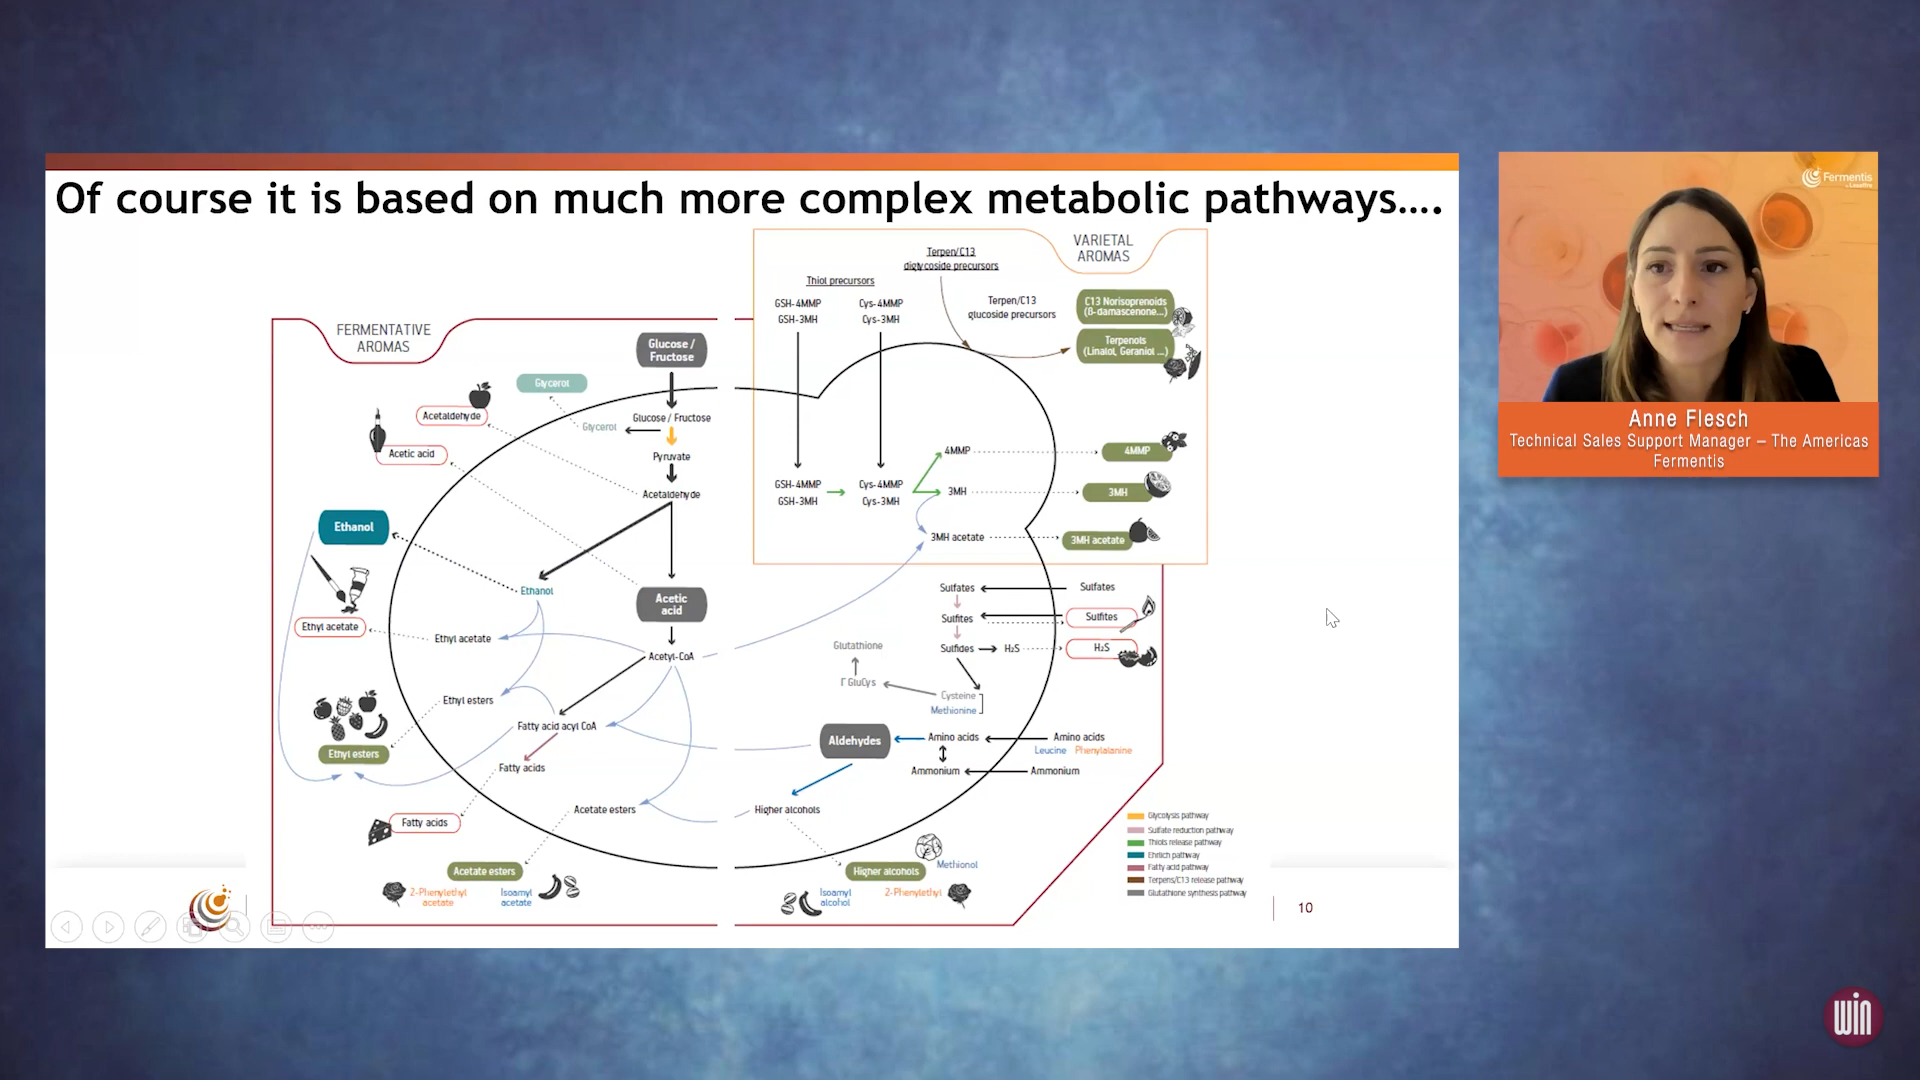 Of course it is based on much more complex metabolic pathways....
VARIETAL
AROMAS
Terpen/C13
diglycoside precursors
Thiol precursors
GSH-4MMP
GSH-3MH
Cys-4MMP
Cys-3MH
Terpen/C13
glucoside precursors
C13 Norisoprenoids
(β-damascenone...)
Terpenols
(Linalol, Geraniol ...)
FERMENTATIVE
AROMAS
Glucose /
Fructose
Glycerol
Acetaldehyde
Acetic acid
Glucose / Fructose
Glycerol
Pyruvate
Acetaldehyde
GSH-4MMP
GSH-3MH
Cys-4MMP
Cys-3MH
4MMP
4MMP
3MH
3MH
3MH acetate
3MH acetate
Ethanol
Ethanol
Acetic
acid
Ethyl acetate
Ethyl acetate
Acetyl-CoA
Sulfates
Sulfates
Sulfites
Sulfites
Sulfides
H₂S
H₂S
Glutathione
Γ GluCys
Cysteine
Methionine
Ethyl esters
Ethyl esters
Fatty acid acyl CoA
Fatty acids
Fatty acids
Aldehydes
Amino acids
Amino acids
Leucine Phenylalanine
Ammonium
Ammonium
Acetate esters
Higher alcohols
Acetate esters
2-Phenylethyl
acetate
Isoamyl
acetate
Higher alcohols
Methionol
Isoamyl
alcohol
2-Phenylethyl
Glycolysis pathway
Sulfate reduction pathway
Thiols release pathway
Ehrlich pathway
Fatty acid pathway
Terpens/C13 release pathway
Glutathione synthesis pathway
10
Fermentis
Anne Flesch
Technical Sales Support Manager – The Americas
Fermentis
win